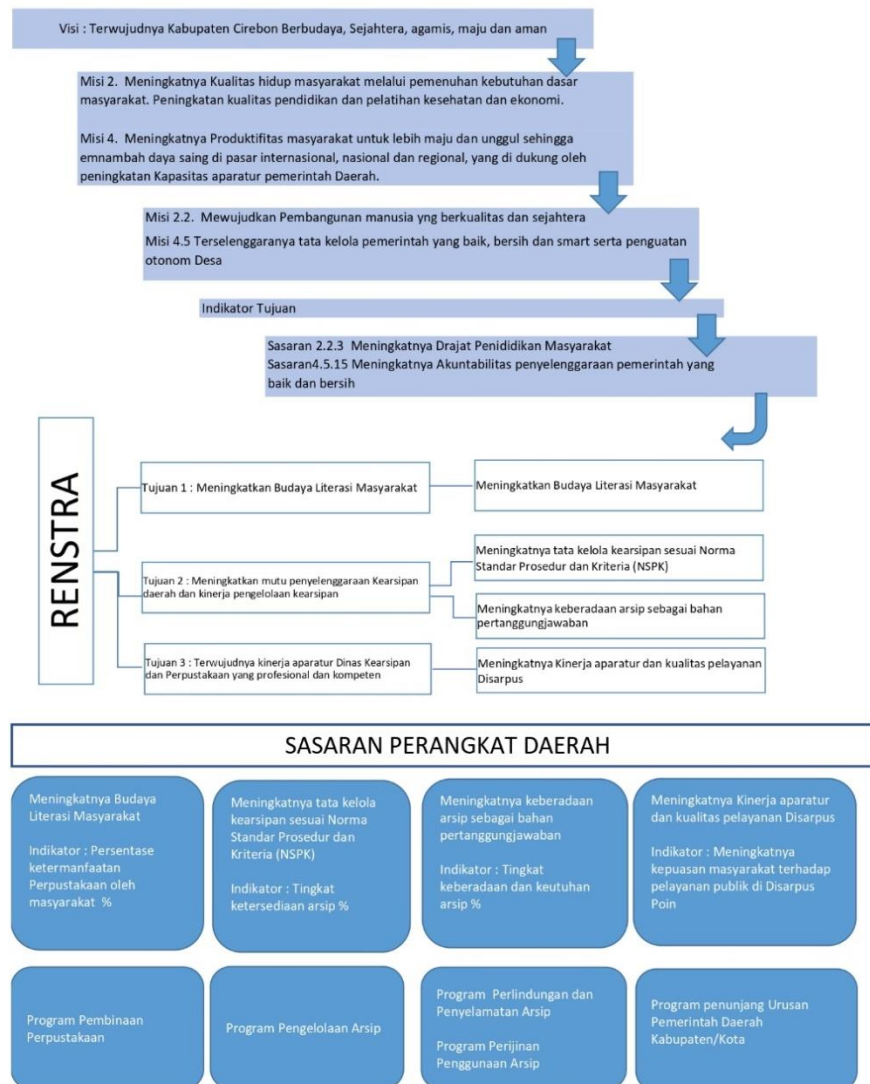 Visi : Terwujudnya Kabupaten Cirebon Berbudaya, Sejahtera, agamis, maju dan aman
Misi 2.  Meningkatnya Kualitas hidup masyarakat melalui pemenuhan kebutuhan dasar
masyarakat. Peningkatan kualitas pendidikan dan pelatihan kesehatan dan ekonomi.
Misi 4.  Meningkatnya Produktifitas masyarakat untuk lebih maju dan unggul sehingga
emnambah daya saing di pasar internasional, nasional dan regional, yang di dukung oleh
peningkatan Kapasitas aparatur pemerintah Daerah.
Misi 2.2.  Mewujudkan Pembangunan manusia yng berkualitas dan sejahtera
Misi 4.5 Terselenggaranya tata kelola pemerintah yang baik, bersih dan smart serta penguatan
otonom Desa
Indikator Tujuan
Sasaran 2.2.3  Meningkatnya Drajat Penididikan Masyarakat
Sasaran4.5.15 Meningkatnya Akuntabilitas penyelenggaraan pemerintah yang
baik dan bersih
RENSTRA
Tujuan 1 : Meningkatkan Budaya Literasi Masyarakat
Meningkatkan Budaya Literasi Masyarakat
Tujuan 2 : Meningkatkan mutu penyelenggaraan Kearsipan
daerah dan kinerja pengelolaan kearsipan
Meningkatnya tata kelola kearsipan sesuai Norma
Standar Prosedur dan Kriteria (NSPK)
Meningkatnya keberadaan arsip sebagai bahan
pertanggungjawaban
Tujuan 3 : Terwujudnya kinerja aparatur Dinas Kearsipan
dan Perpustakaan yang profesional dan kompeten
Meningkatnya Kinerja aparatur dan kualitas pelayanan
Disarpus
SASARAN PERANGKAT DAERAH
Meningkatnya Budaya
Literasi Masyarakat
Indikator : Persentase
ketermanfaatan
Perpustakaan oleh
masyarakat  %
Meningkatnya tata kelola
kearsipan sesuai Norma
Standar Prosedur dan
Kriteria (NSPK)
Indikator : Tingkat
ketersediaan arsip %
Meningkatnya keberadaan
arsip sebagai bahan
pertanggungjawaban
Indikator : Tingkat
keberadaan dan keutuhan
arsip %
Meningkatnya Kinerja aparatur
dan kualitas pelayanan Disarpus
Indikator : Meningkatnya
kepuasan masyarakat terhadap
pelayanan publik di Disarpus
Poin
Program Pembinaan
Perpustakaan
Program Pengelolaan Arsip
Program  Perlindungan dan
Penyelamatan Arsip
Program Perijinan
Penggunaan Arsip
Program penunjang Urusan
Pemerintah Daerah
Kabupaten/Kota